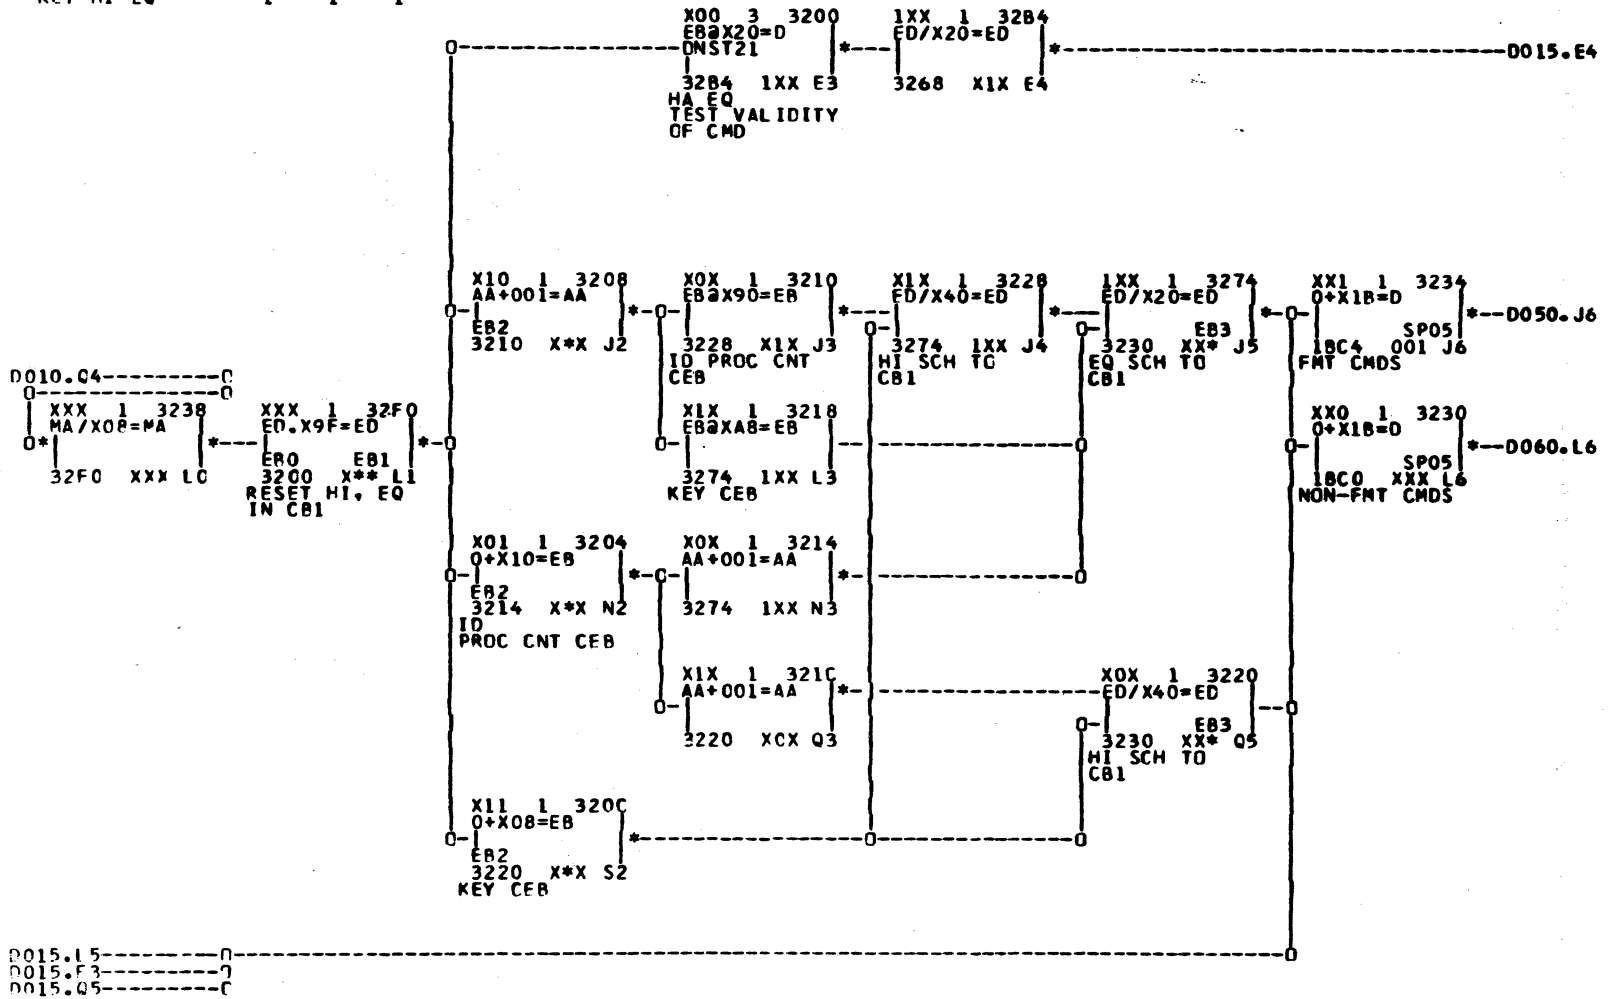 X00 3 3200
EB@X20=D
DNST21
32B4 1XX E3
HA EQ
TEST VALIDITY
OF CMD
1XX 1 32B4
ED/X20=ED
3268 X1X E4
D015.E4
X10 1 3208
AA+001=AA
EB2
3210 X*X J2
X0X 1 3210
EB@X90=EB
3228 X1X J3
ID PROC CNT
CEB
X1X 1 3228
ED/X40=ED
3274 1XX J4
HI SCH TO
CB1
1XX 1 3274
ED/X20=ED
EB3
3230 XX* J5
EQ SCH TO
CB1
XX1 1 3234
0+X1B=D
SP05
1BC4 001 J6
FMT CMDS
D050.J6
D010.Q4
XXX 1 3238
MA/X08=MA
32F0 XXX L0
XXX 1 32F0
ED.X9F=ED
EB0 EB1
3200 X** L1
RESET HI, EQ
IN CB1
X1X 1 3218
EB@XA8=EB
3274 1XX L3
KEY CEB
XX0 1 3230
0+X1B=D
SP05
1BC0 XXX L6
NON-FMT CMDS
D060.L6
X01 1 3204
0+X10=EB
EB2
3214 X*X N2
ID
PROC CNT CEB
X0X 1 3214
AA+001=AA
3274 1XX N3
X1X 1 321C
AA+001=AA
3220 X0X Q3
X0X 1 3220
ED/X40=ED
EB3
3230 XX* Q5
HI SCH TO
CB1
X11 1 320C
0+X08=EB
EB2
3220 X*X S2
KEY CEB
D015.L5
D015.E3
D015.Q5